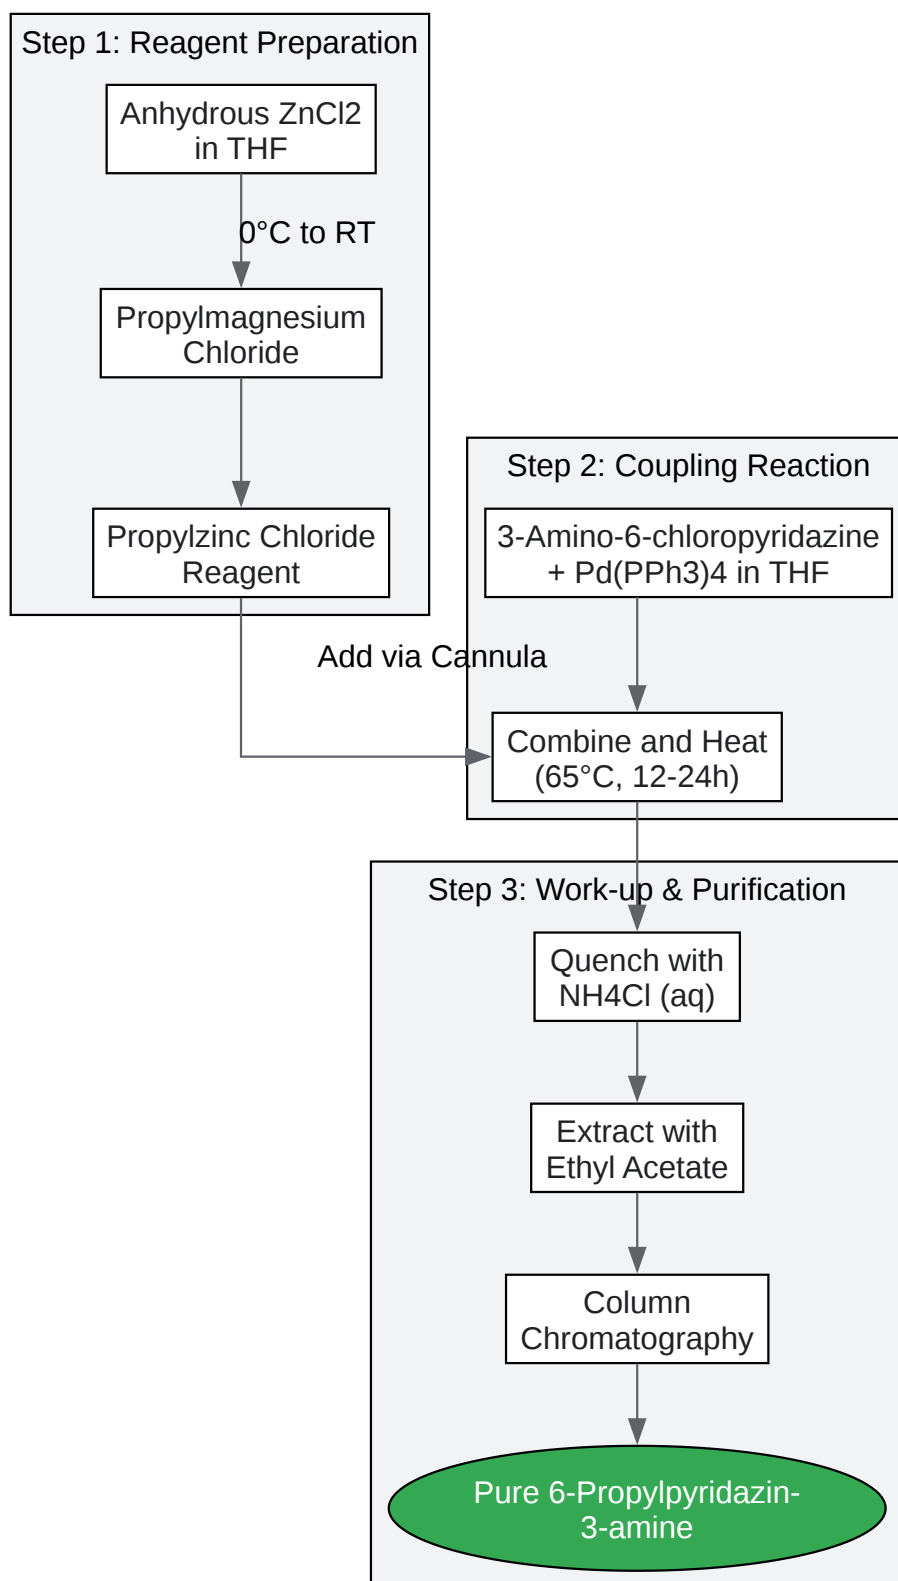 Step 1: Reagent Preparation
Anhydrous ZnCl2
in THF
0°C to RT
Propylmagnesium
Chloride
Propylzinc Chloride
Reagent
Add via Cannula
Step 2: Coupling Reaction
3-Amino-6-chloropyridazine
+ Pd(PPh3)4 in THF
Combine and Heat
(65°C, 12-24h)
Step 3: Work-up & Purification
Quench with
NH4Cl (aq)
Extract with
Ethyl Acetate
Column
Chromatography
Pure 6-Propylpyridazin-
3-amine